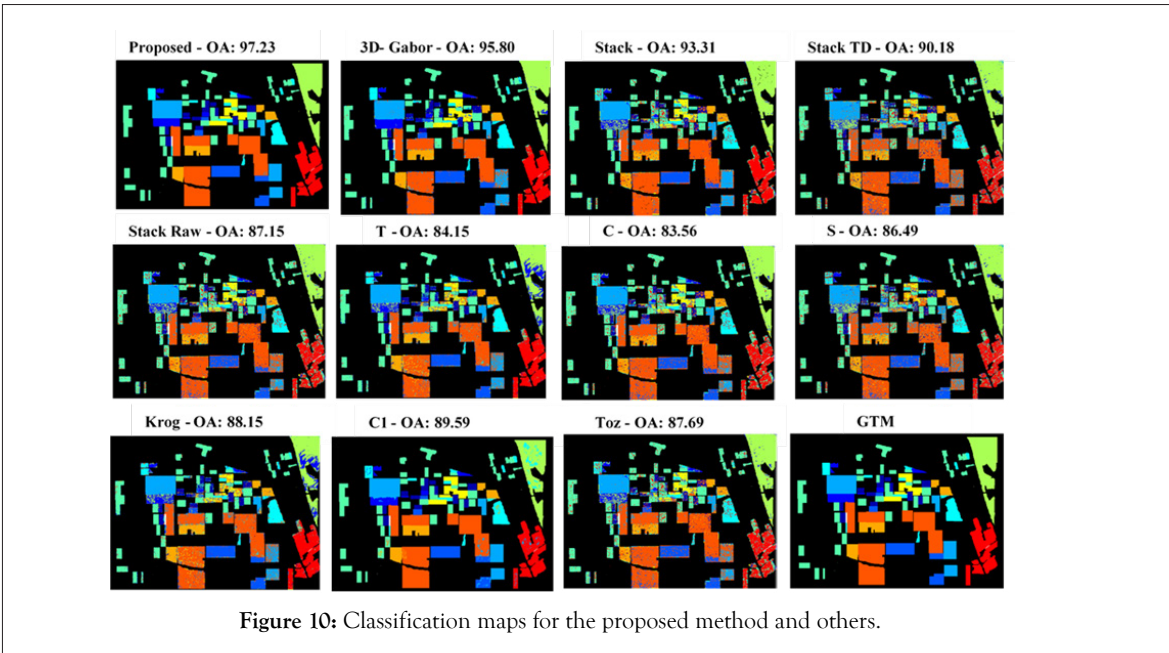 Proposed - OA: 97.23
3D- Gabor - OA: 95.80
Stack - OA: 93.31
Stack TD - OA: 90.18
Stack Raw - OA: 87.15
T - OA: 84.15
C - OA: 83.56
S - OA: 86.49
Krog - OA: 88.15
C1 - OA: 89.59
Toz - OA: 87.69
GTM
Figure 10: Classification maps for the proposed method and others.